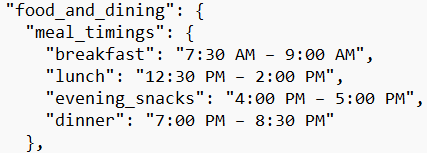 "food_and_dining": {
"meal_timings": {
"breakfast": "7:30 AM – 9:00 AM",
"lunch": "12:30 PM – 2:00 PM",
"evening_snacks": "4:00 PM – 5:00 PM",
"dinner": "7:00 PM – 8:30 PM"
},